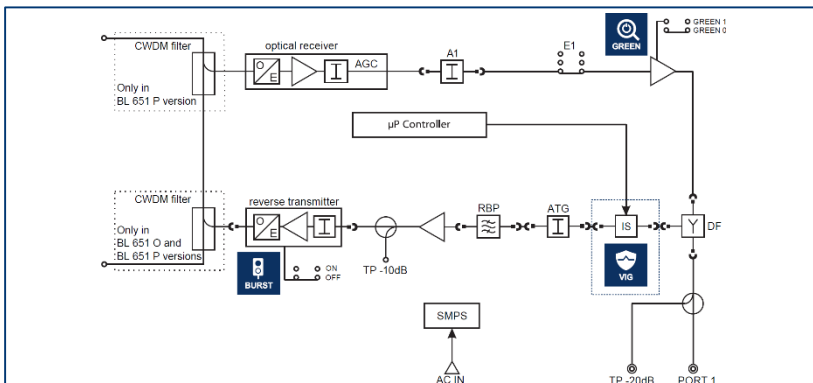 CWDM filter
Only in
BL 651 P version
optical receiver
O
E
AGC
A1
E1
GREEN
GREEN 1
GREEN 0
µP Controller
CWDM filter
Only in
BL 651 O and
BL 651 P versions
reverse transmitter
O
E
BURST
ON
OFF
TP -10dB
RBP
ATG
IS
VIG
Y
DF
SMPS
AC IN
TP -20dB
PORT 1